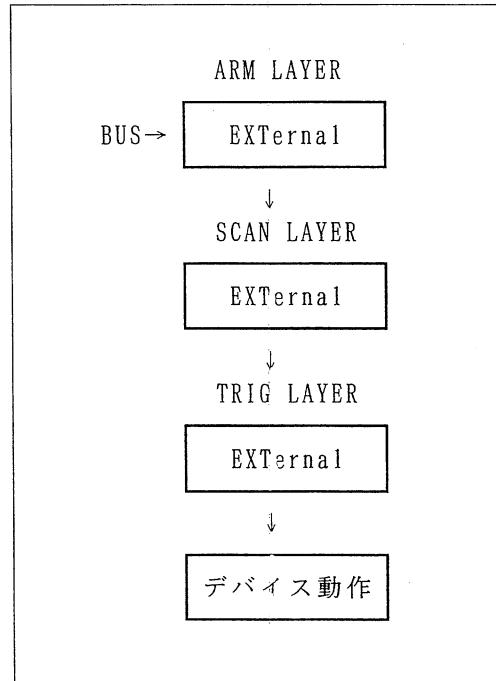 ARM LAYER
BUS→ EXTernal
↓
SCAN LAYER
EXTernal
↓
TRIG LAYER
EXTernal
↓
デバイス動作